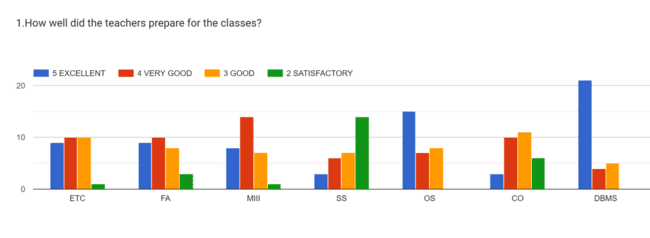 1.How well did the teachers prepare for the classes?
5 EXCELLENT 4 VERY GOOD 3 GOOD 2 SATISFACTORY
20
10
0
ETC FA MIII SS OS CO DBMS